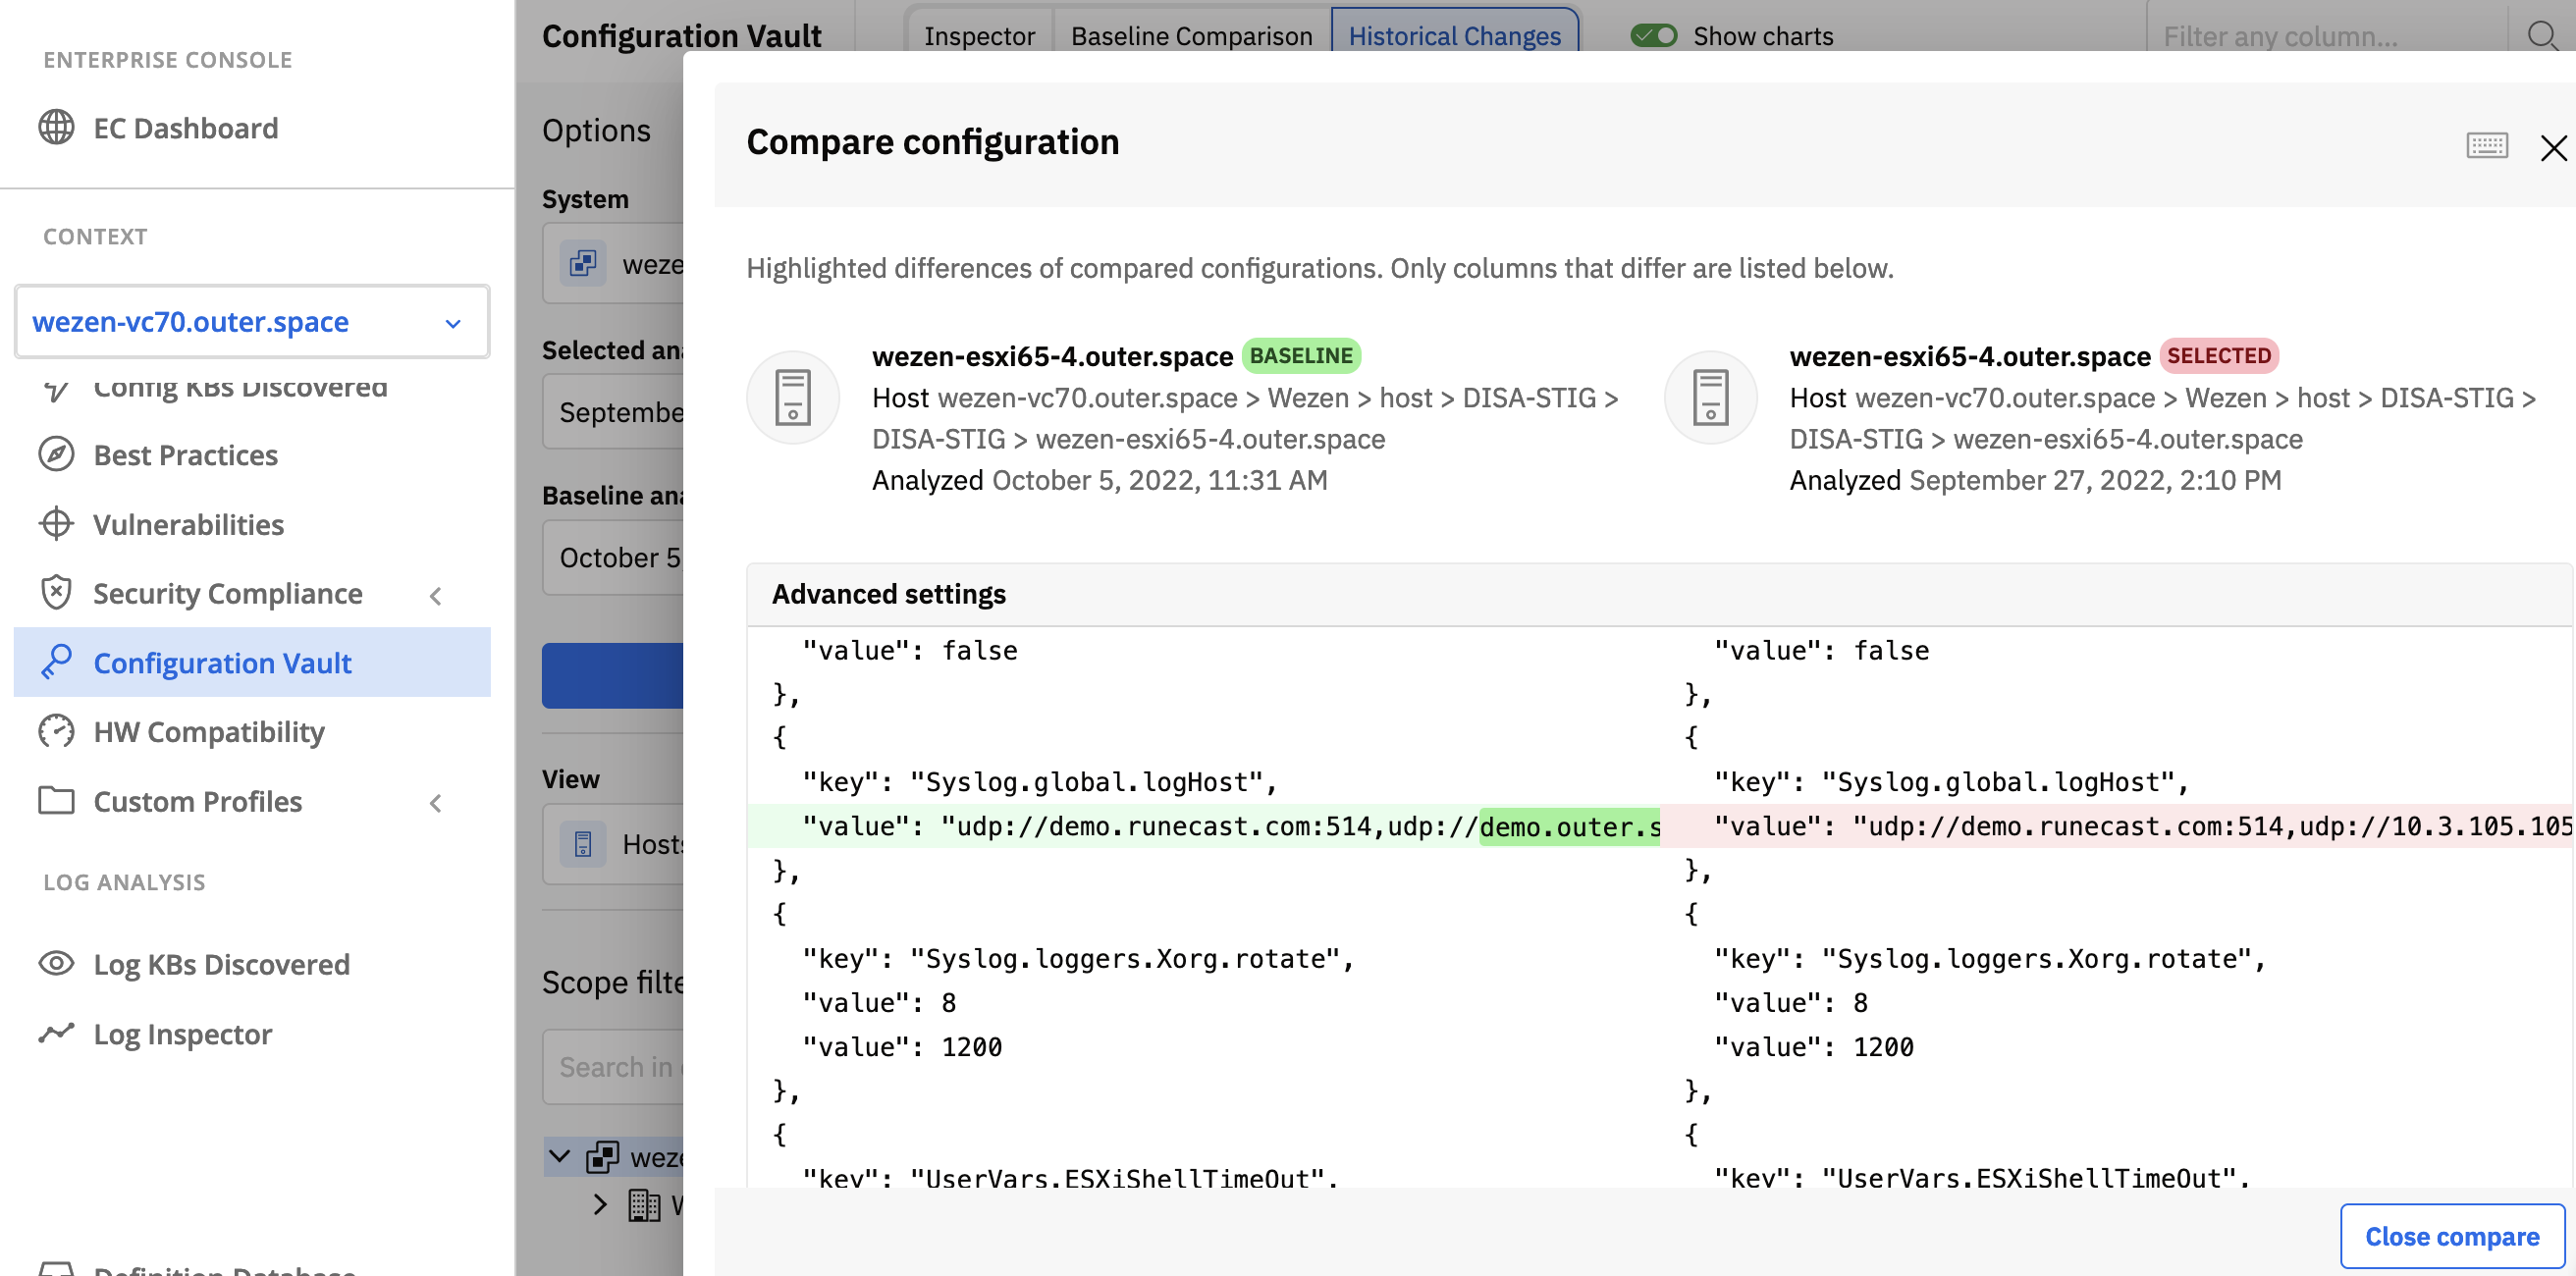 ENTERPRISE CONSOLE
EC Dashboard
CONTEXT
wezen-vc70.outer.space
Config KBs Discovered
Best Practices
Vulnerabilities
Security Compliance
Configuration Vault
HW Compatibility
Custom Profiles
LOG ANALYSIS
Log KBs Discovered
Log Inspector
Definition Database
Configuration Vault
Inspector
Baseline Comparison
Historical Changes
Show charts
Filter any column...
Options
System
weze
Selected an
Septembe
Baseline an
October 5
View
Host
Scope filte
Search in
weze
Compare configuration
Highlighted differences of compared configurations. Only columns that differ are listed below.
wezen-esxi65-4.outer.space BASELINE
Host wezen-vc70.outer.space > Wezen > host > DISA-STIG >
DISA-STIG > wezen-esxi65-4.outer.space
Analyzed October 5, 2022, 11:31 AM
wezen-esxi65-4.outer.space SELECTED
Host wezen-vc70.outer.space > Wezen > host > DISA-STIG >
DISA-STIG > wezen-esxi65-4.outer.space
Analyzed September 27, 2022, 2:10 PM
Advanced settings
"value": false
},
{
"key": "Syslog.global.logHost",
"value": "udp://demo.runecast.com:514,udp://demo.outer.s
},
{
"key": "Syslog.loggers.Xorg.rotate",
"value": 8
"value": 1200
},
{
"key": "UserVars.ESXiShellTimeOut",
"value": false
},
{
"key": "Syslog.global.logHost",
"value": "udp://demo.runecast.com:514,udp://10.3.105.105
},
{
"key": "Syslog.loggers.Xorg.rotate",
"value": 8
"value": 1200
},
{
"key": "UserVars.ESXiShellTimeOut",
Close compare